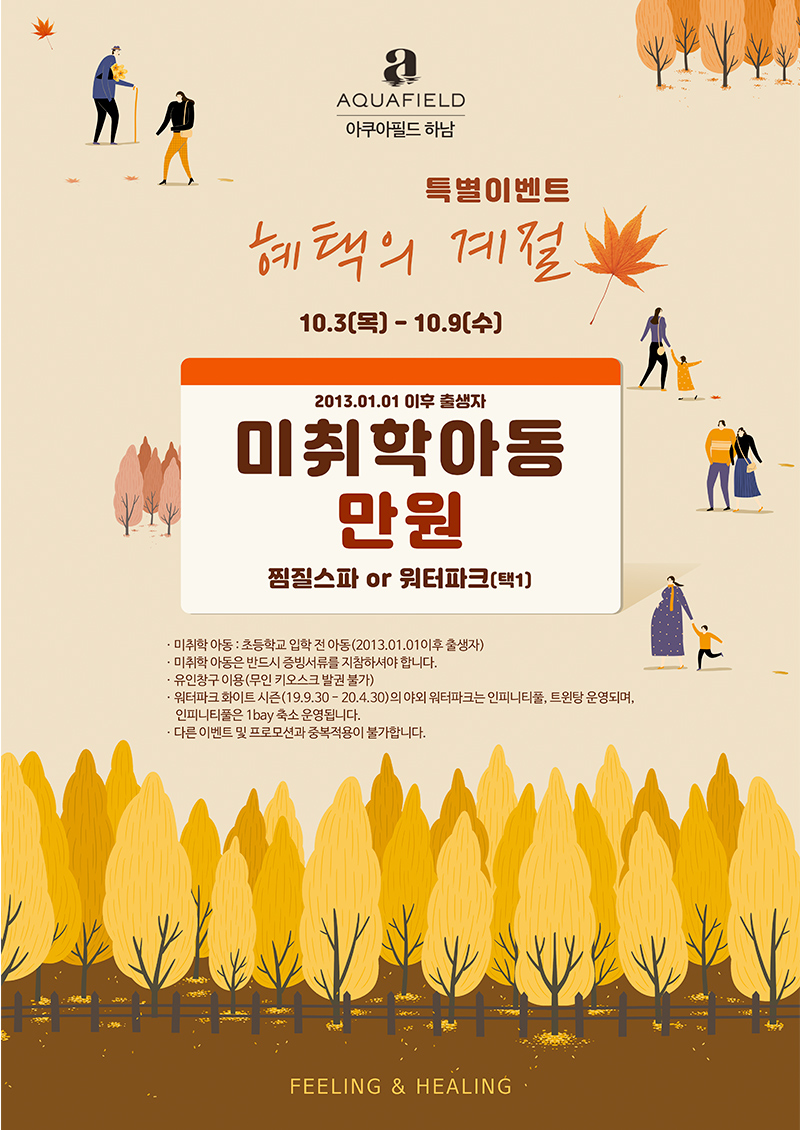 a
AQUAFIELD
아쿠아필드 하남
특별이벤트
혜택의 계절
10.3(목) - 10.9(수)
2013.01.01 이후 출생자
미취학아동
만원
찜질스파 or 워터파크(택1)
· 미취학 아동 : 초등학교 입학 전 아동(2013.01.01이후 출생자)
· 미취학 아동은 반드시 증빙서류를 지참하셔야 합니다.
· 유인창구 이용(무인 키오스크 발권 불가)
· 워터파크 화이트 시즌(19.9.30 - 20.4.30)의 야외 워터파크는 인피니티풀, 트윈탕 운영되며,
인피니티풀은 1bay 축소 운영됩니다.
· 다른 이벤트 및 프로모션과 중복적용이 불가합니다.
FEELING & HEALING